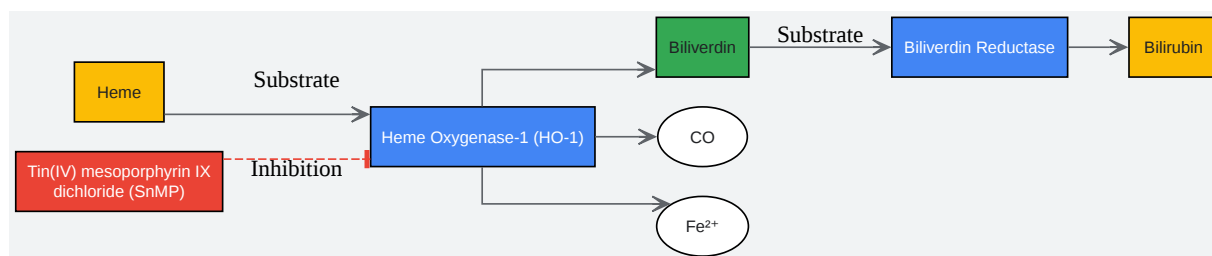 Biliverdin
Substrate
Biliverdin Reductase
Bilirubin
Heme
Substrate
Heme Oxygenase-1 (HO-1)
CO
Tin(IV) mesoporphyrin IX
dichloride (SnMP)
Inhibition
Fe²⁺